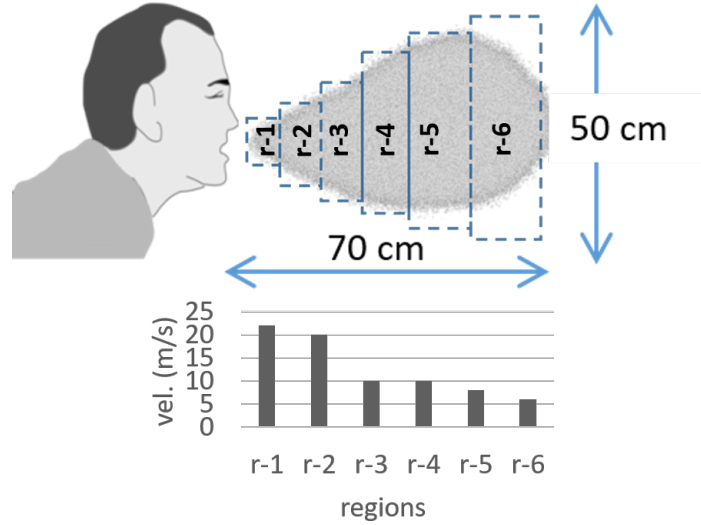 r-1
r-2
r-3
r-4
r-5
r-6
50 cm
70 cm
vel. (m/s)
25
20
15
10
5
0
r-1 r-2 r-3 r-4 r-5 r-6
regions